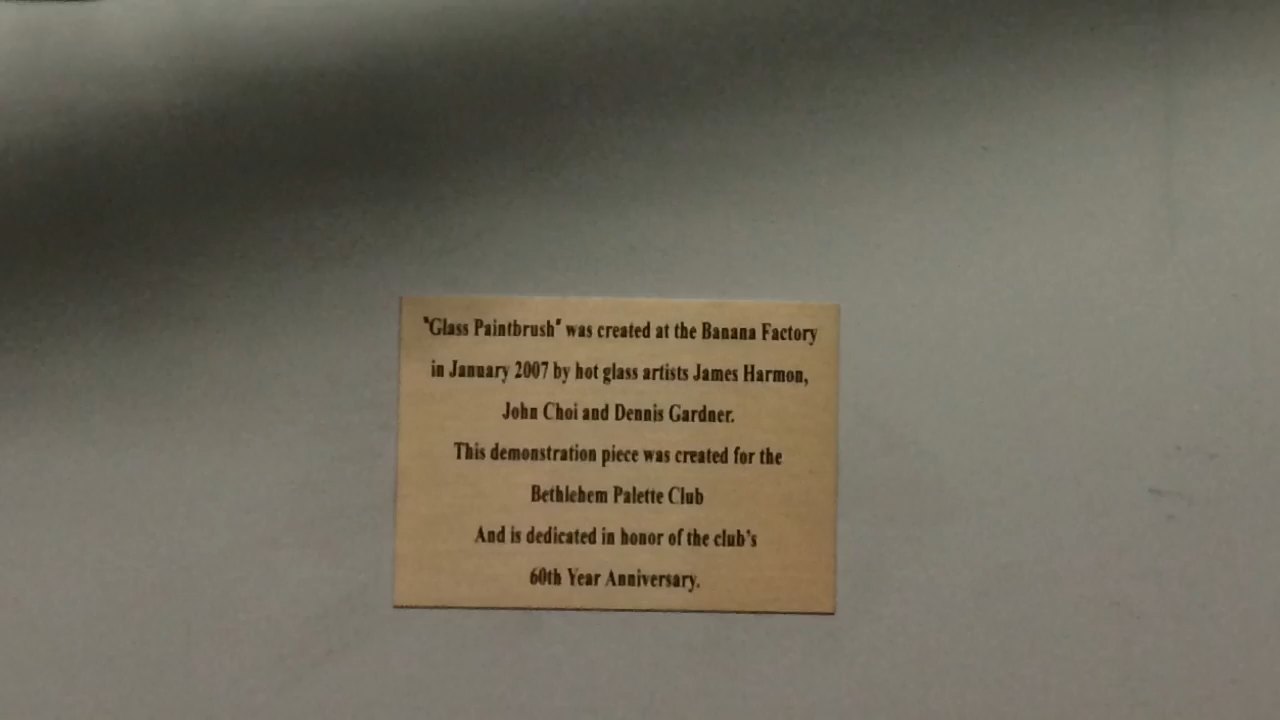 "Glass Paintbrush" was created at the Banana Factory
in January 2007 by hot glass artists James Harmon,
John Choi and Dennis Gardner.
This demonstration piece was created for the
Bethlehem Palette Club
And is dedicated in honor of the club's
60th Year Anniversary.